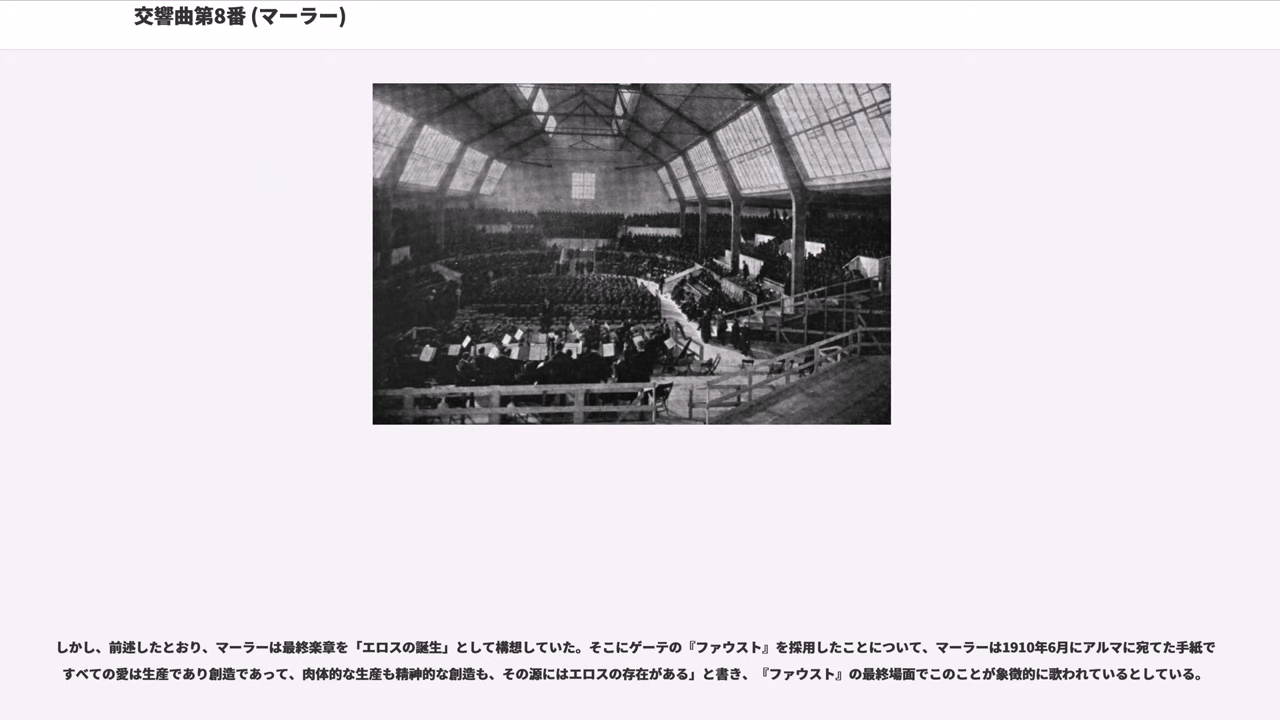 交響曲第8番 (マーラー)
しかし、前述したとおり、マーラーは最終楽章を「エロスの誕生」として構想していた。そこにゲーテの『ファウスト』を採用したことについて、マーラーは1910年6月にアルマに宛てた手紙で
すべての愛は生産であり創造であって、肉体的な生産も精神的な創造も、その源にはエロスの存在がある」と書き、『ファウスト』の最終場面でこのことが象徴的に歌われているとしている。